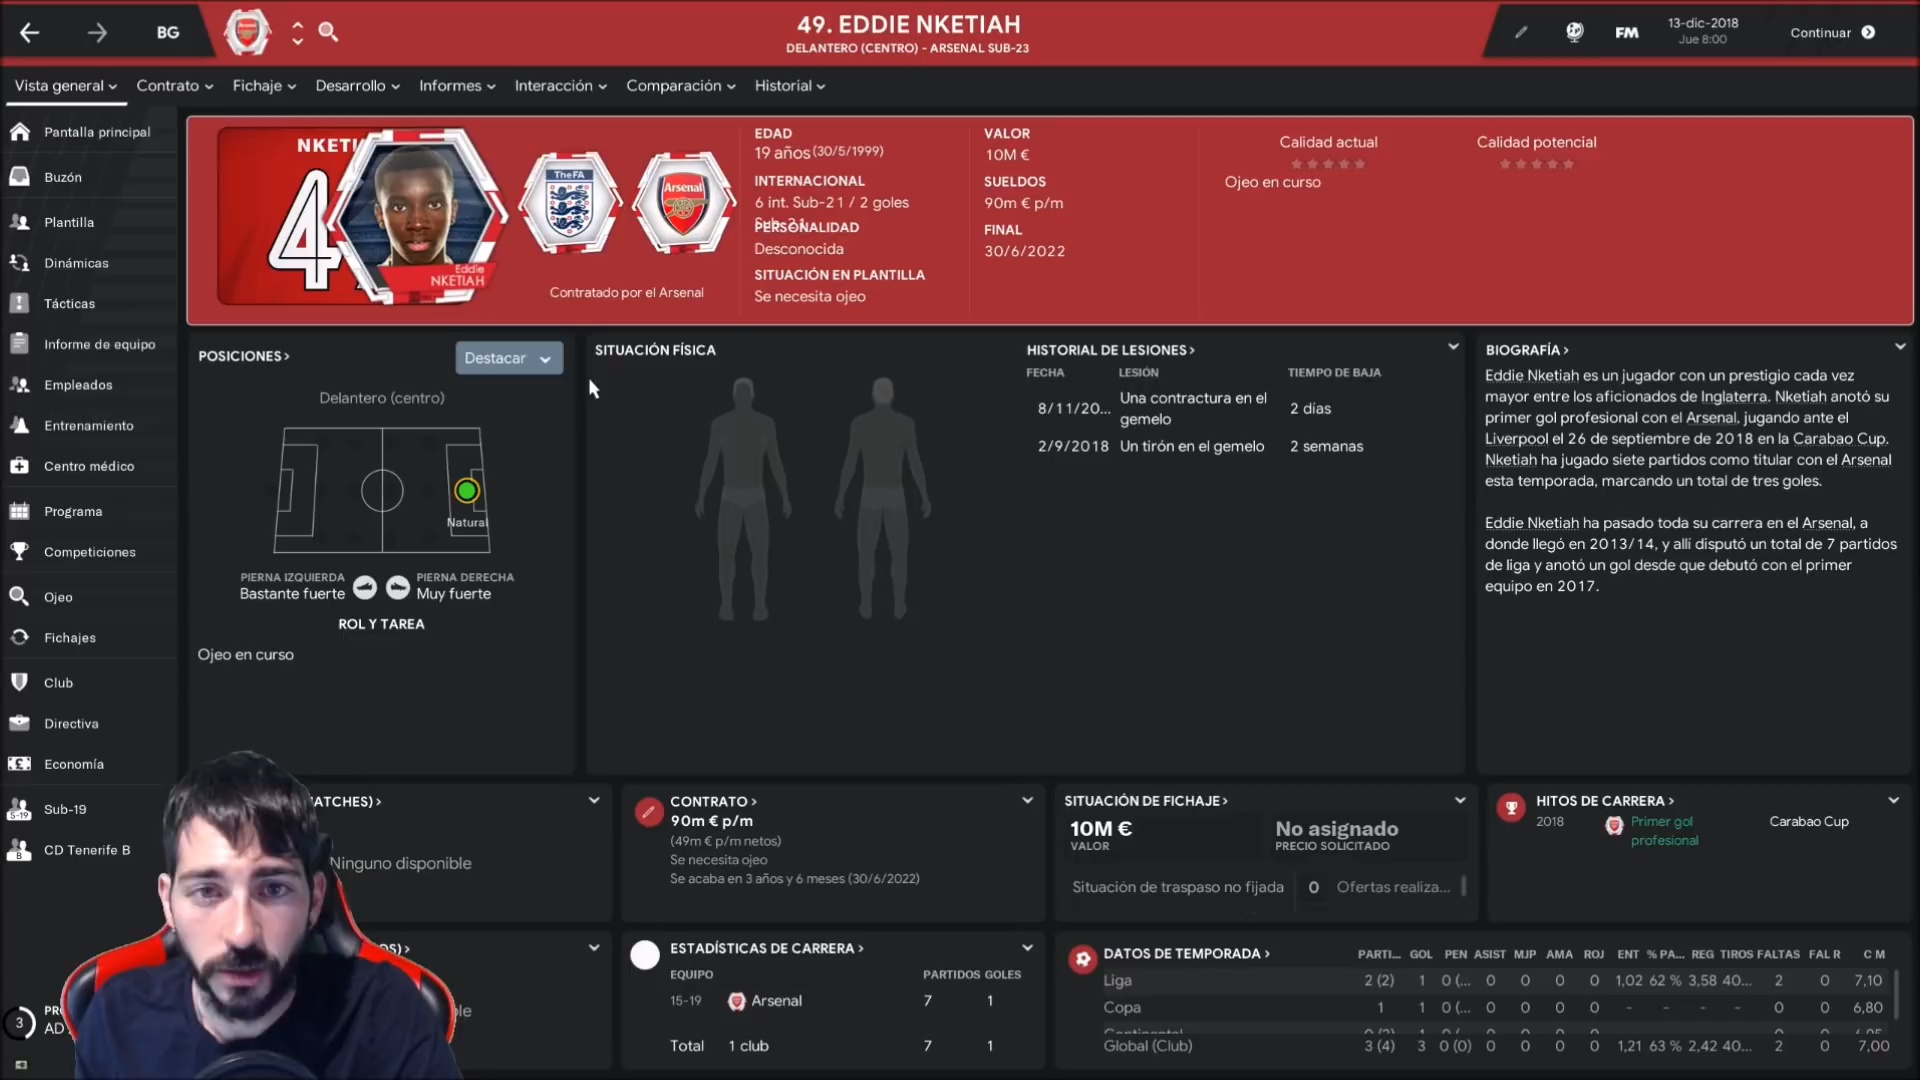 BG
49. EDDIE NKETIAH
DELANTERO (CENTRO) - ARSENAL SUB-23
FM
13-dic-2018
Jue 8:00
Continuar
Vista general
Contrato
Fichaje
Desarrollo
Informes
Interacción
Comparación
Historial
Pantalla principal
Buzón
Plantilla
Dinámicas
Tácticas
Informe de equipo
Empleados
Entrenamiento
Centro médico
Programa
Competiciones
Ojeo
Fichajes
Club
Directiva
Economía
Sub-19
CD Tenerife B
3
AD
NKETI
4
Eddie
NKETIAH
The FA
Arsenal
Contratado por el Arsenal
EDAD
19 años (30/5/1999)
INTERNACIONAL
6 int. Sub-21 / 2 goles
Sub-21
PERSONALIDAD
Desconocida
SITUACIÓN EN PLANTILLA
Se necesita ojeo
VALOR
10M €
SUELDOS
90m € p/m
FINAL
30/6/2022
Calidad actual
Ojeo en curso
Calidad potencial
POSICIONES
Destacar
Delantero (centro)
Natural
PIERNA IZQUIERDA
Bastante fuerte
PIERNA DERECHA
Muy fuerte
ROL Y TAREA
Ojeo en curso
SITUACIÓN FÍSICA
HISTORIAL DE LESIONES
FECHA LESIÓN TIEMPO DE BAJA
8/11/20... Una contractura en el gemelo 2 días
2/9/2018 Un tirón en el gemelo 2 semanas
BIOGRAFÍA
Eddie Nketiah es un jugador con un prestigio cada vez
mayor entre los aficionados de Inglaterra. Nketiah anotó su
primer gol profesional con el Arsenal, jugando ante el
Liverpool el 26 de septiembre de 2018 en la Carabao Cup.
Nketiah ha jugado siete partidos como titular con el Arsenal
esta temporada, marcando un total de tres goles.
Eddie Nketiah ha pasado toda su carrera en el Arsenal, a
donde llegó en 2013/14, y allí disputó un total de 7 partidos
de liga y anotó un gol desde que debutó con el primer
equipo en 2017.
ATCHES)
Ninguno disponible
CONTRATO
90m € p/m
(49m € p/m netos)
Se necesita ojeo
Se acaba en 3 años y 6 meses (30/6/2022)
SITUACIÓN DE FICHAJE
10M €
VALOR
No asignado
PRECIO SOLICITADO
Situación de traspaso no fijada
0 Ofertas realiza...
HITOS DE CARRERA
2018
Primer gol
profesional
Carabao Cup
ESTADÍSTICAS DE CARRERA
EQUIPO PARTIDOS GOLES
15-19 Arsenal 7 1
Total 1 club 7 1
DATOS DE TEMPORADA PARTI... GOL PEN ASIST MJP AMA ROJ ENT % PA... REG TIROS FALTAS FAL R C M
Liga 2 (2) 1 0 (... 0 0 0 0 1,02 62 % 3,58 40... 2 0 7,10
Copa 1 1 0 (... 0 0 0 0 - - - - 0 0 6,80
Continental
Global (Club) 3 (4) 3 0 (0) 0 0 0 0 1,21 63 % 2,42 40... 2 0 7,00